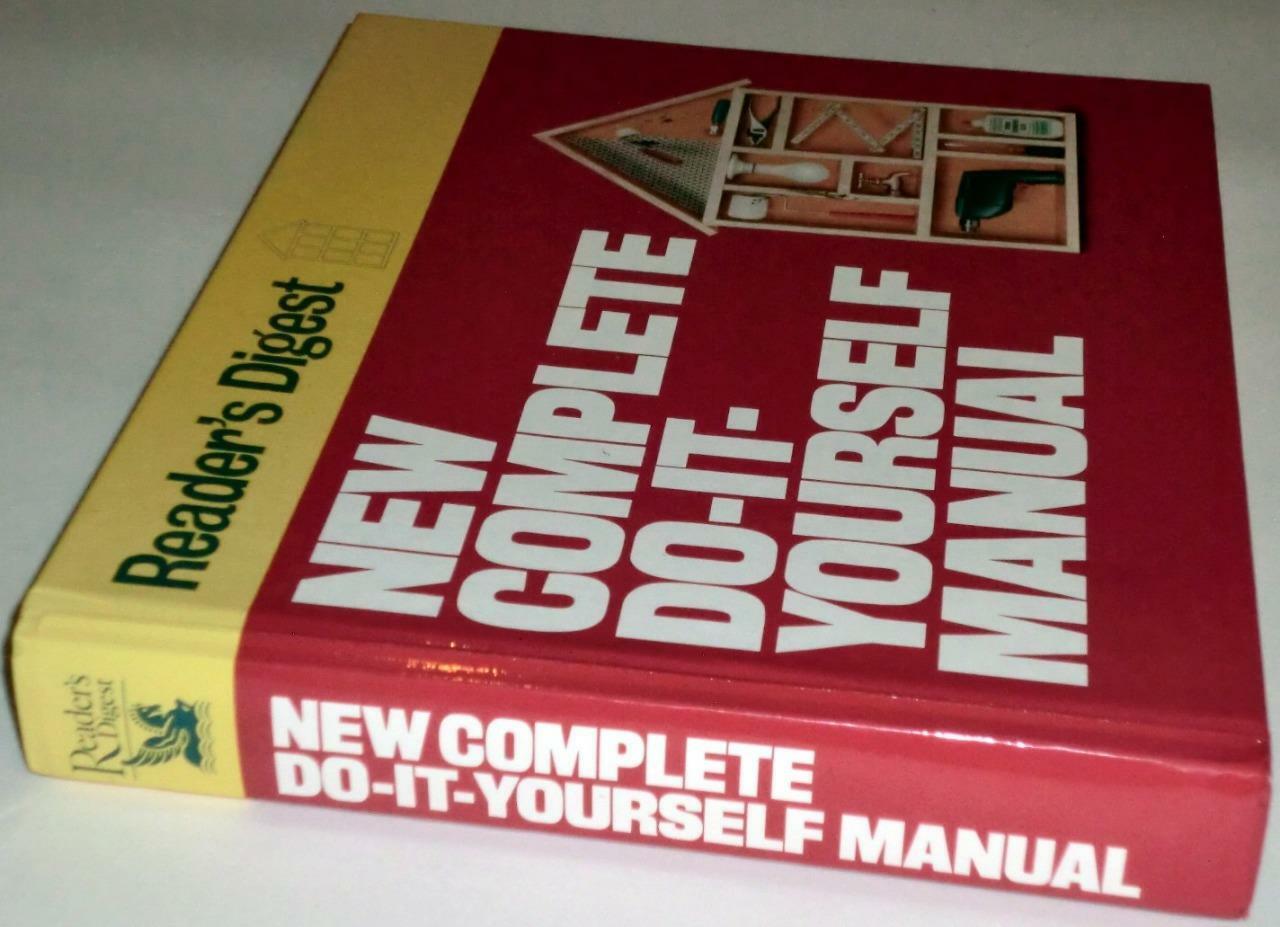 Reader's Digest
NEW
COMPLETE
DO-IT-
YOURSELF
MANUAL
Reader's
Digest
NEW COMPLETE
DO-IT-YOURSELF MANUAL